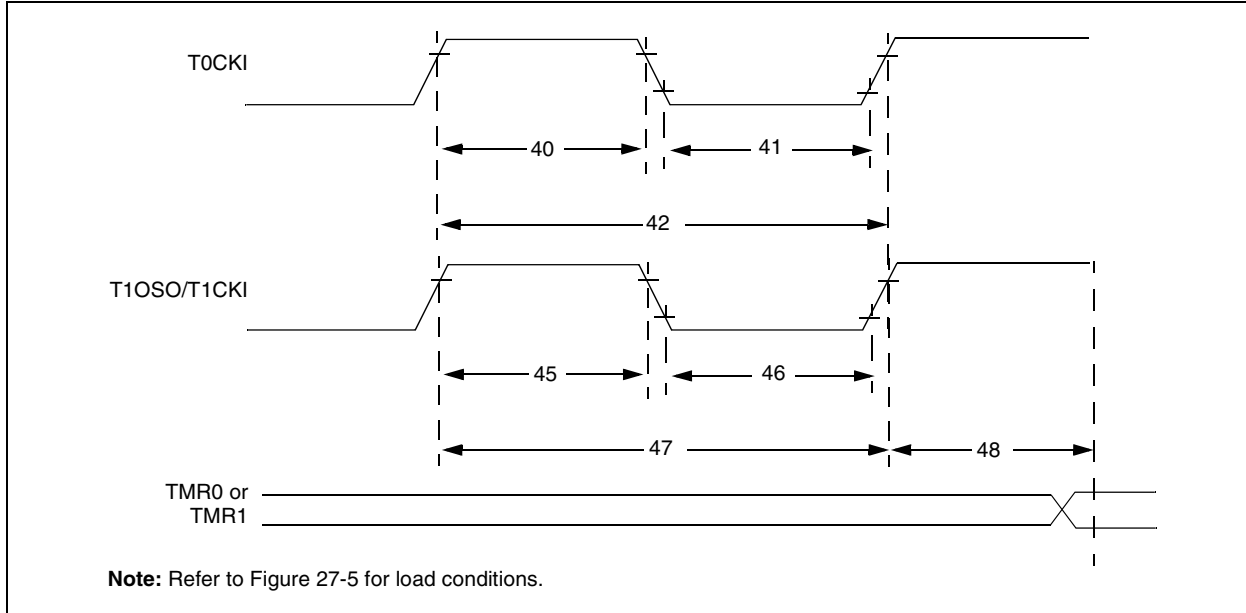 T0CKI
40
41
42
T1OSO/T1CKI
45
46
47
48
TMR0 or
TMR1
Note: Refer to Figure 27-5 for load conditions.